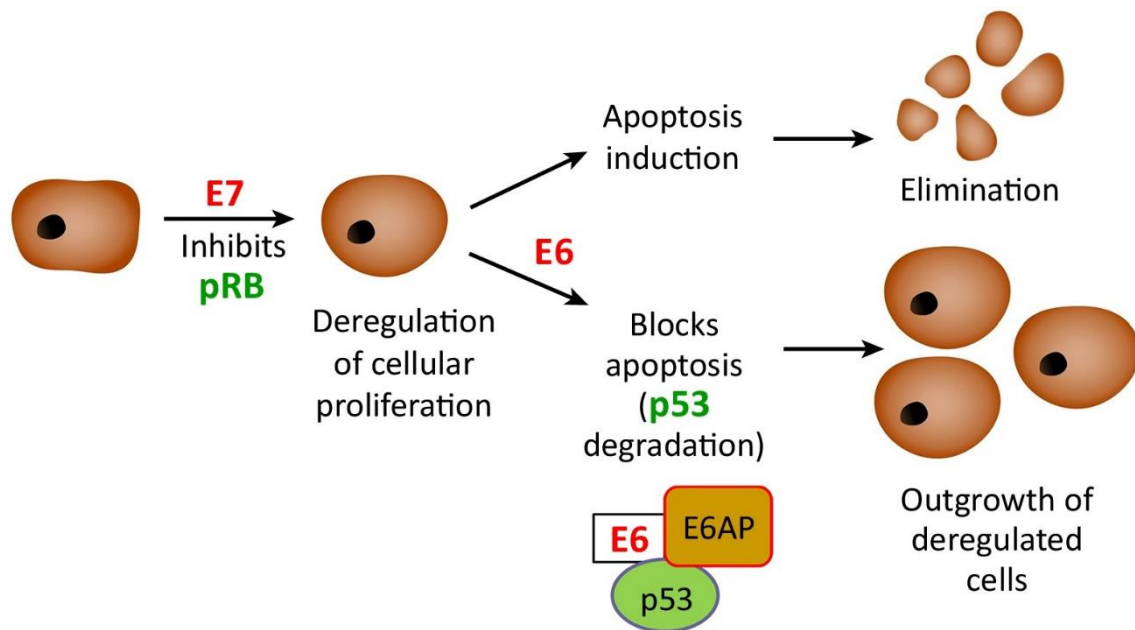 E7
Inhibits
pRB
Deregulation
of cellular
proliferation
Apoptosis
induction
Elimination
E6
Blocks
apoptosis
(p53
degradation)
E6
E6AP
p53
Outgrowth of
deregulated
cells